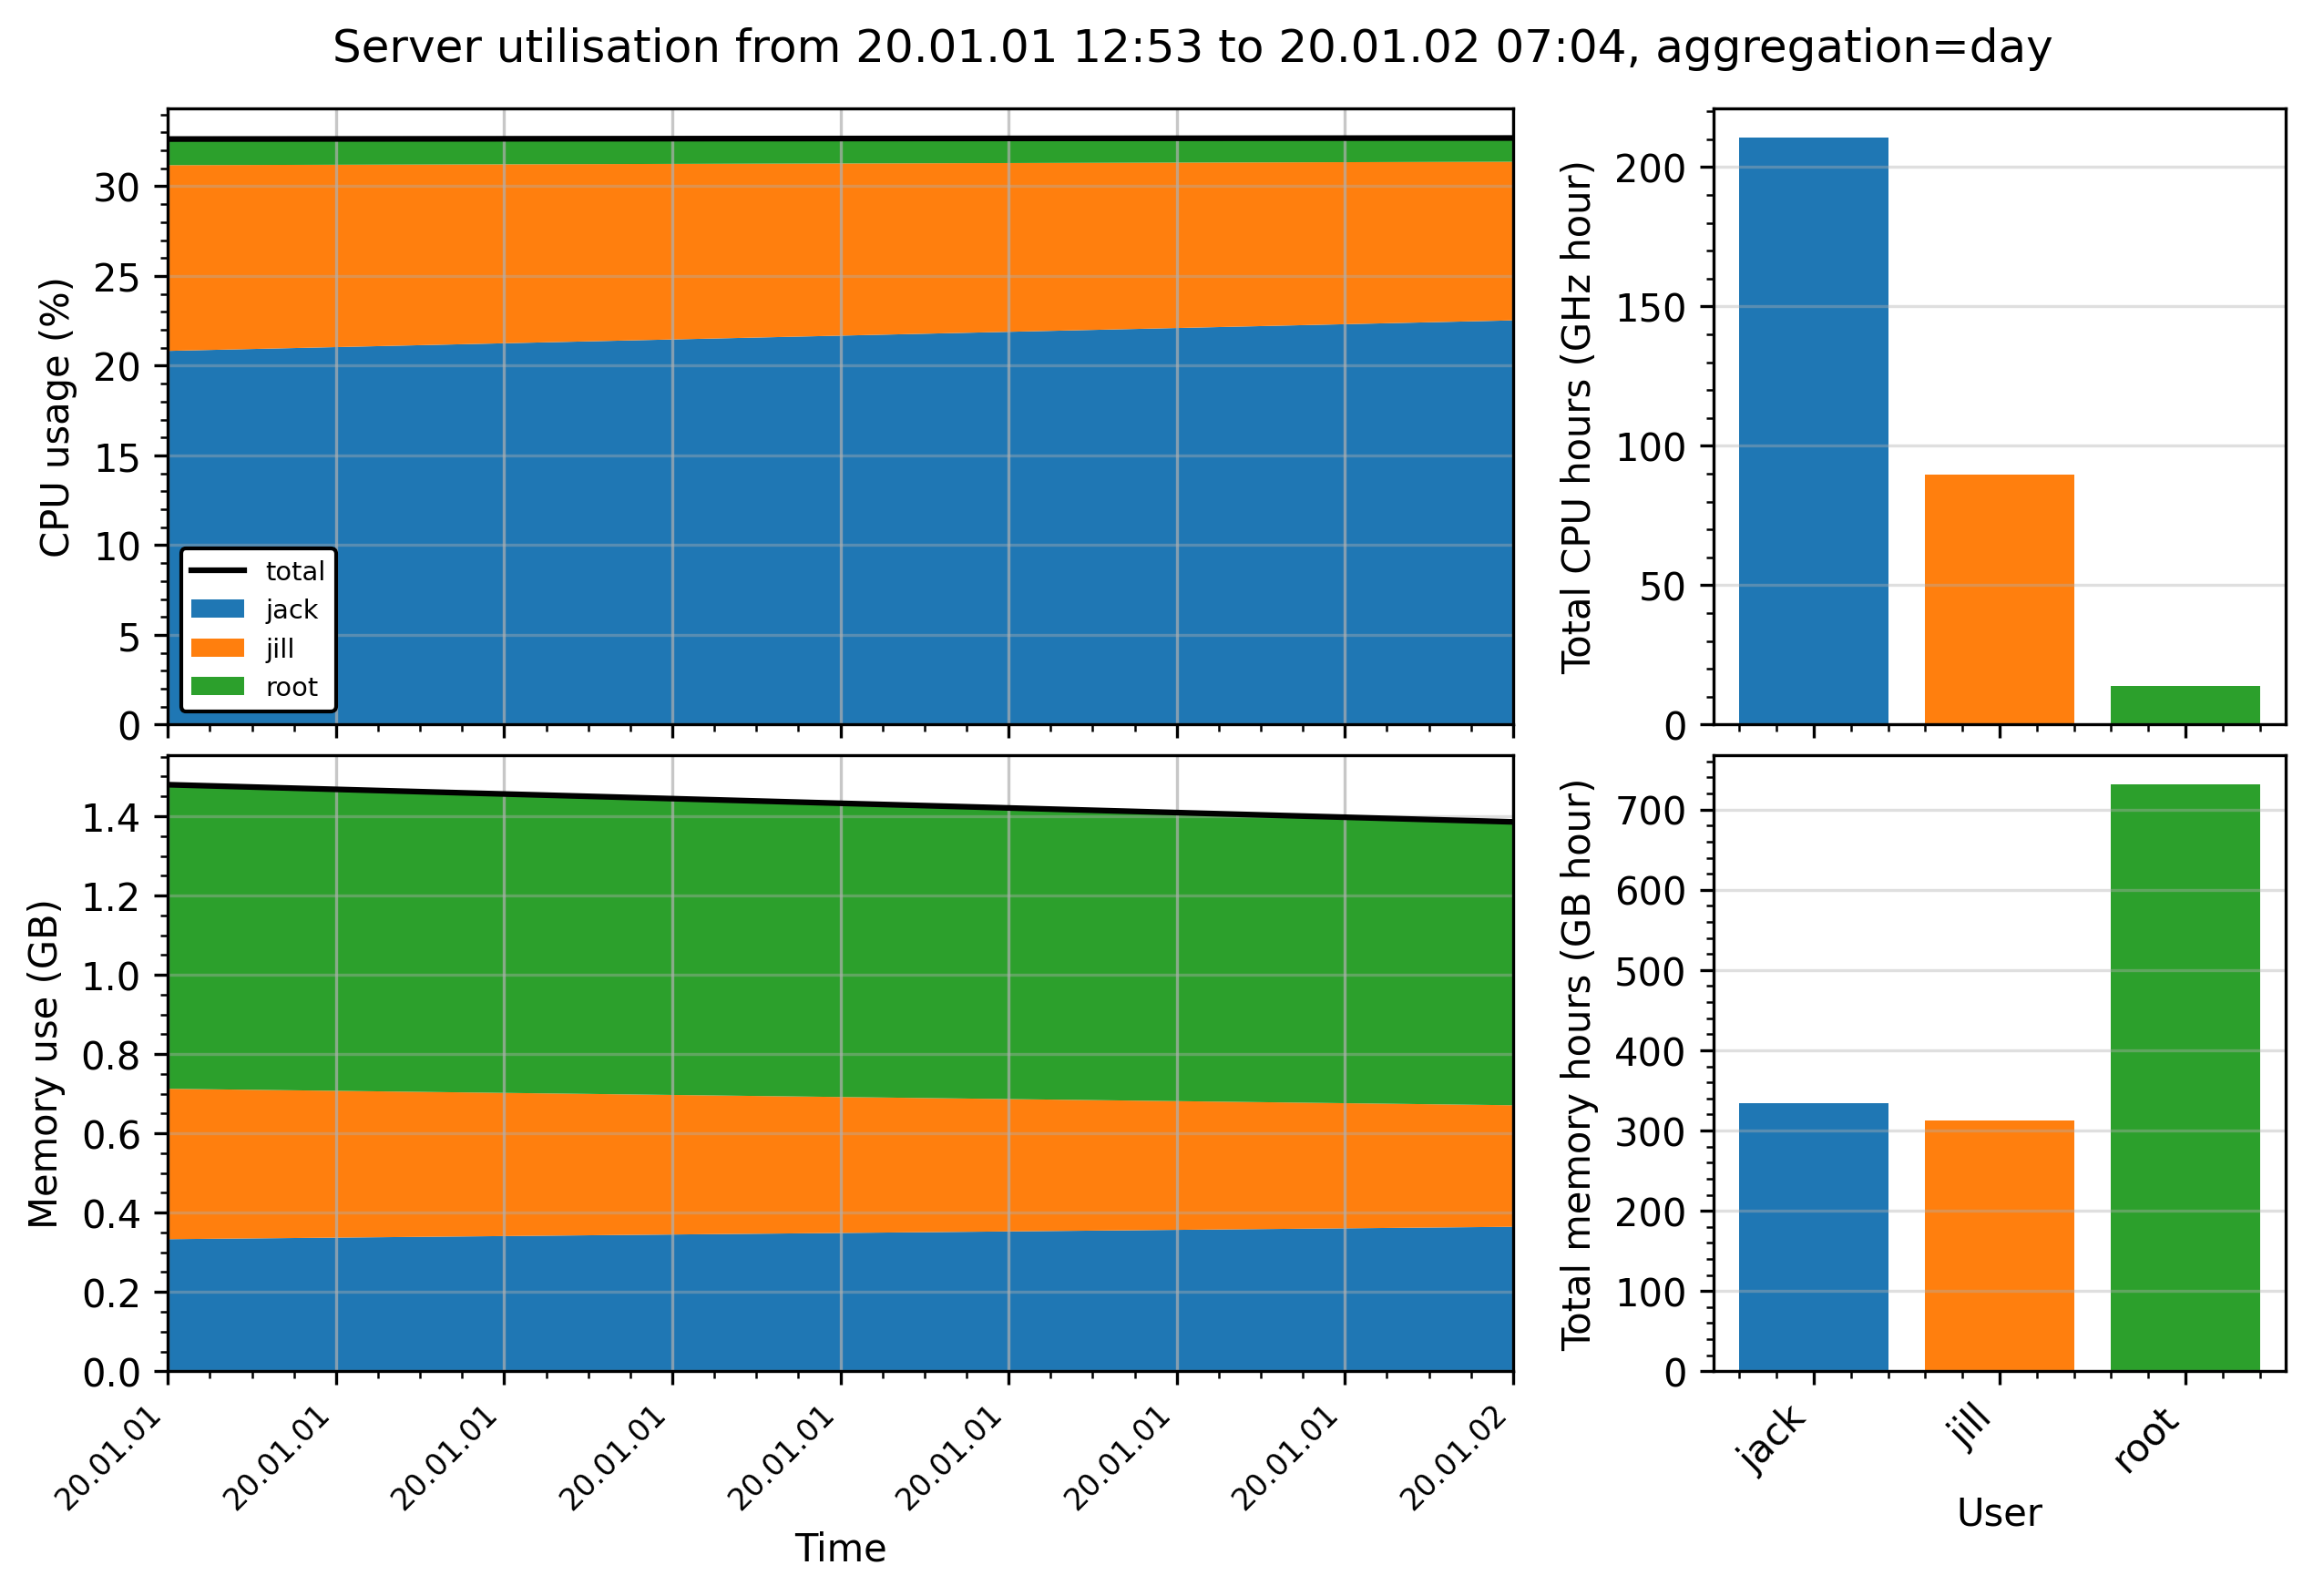 Server utilisation from 20.01.01 12:53 to 20.01.02 07:04, aggregation=day
CPU usage (%)
30
25
20
15
10
5
0
total
jack
jill
root
Total CPU hours (GHz hour)
200
150
100
50
0
Memory use (GB)
1.4
1.2
1.0
0.8
0.6
0.4
0.2
0.0
20.01.01
20.01.01
20.01.01
20.01.01
20.01.01
20.01.01
20.01.01
20.01.01
20.01.02
Time
Total memory hours (GB hour)
700
600
500
400
300
200
100
0
jack
jill
root
User